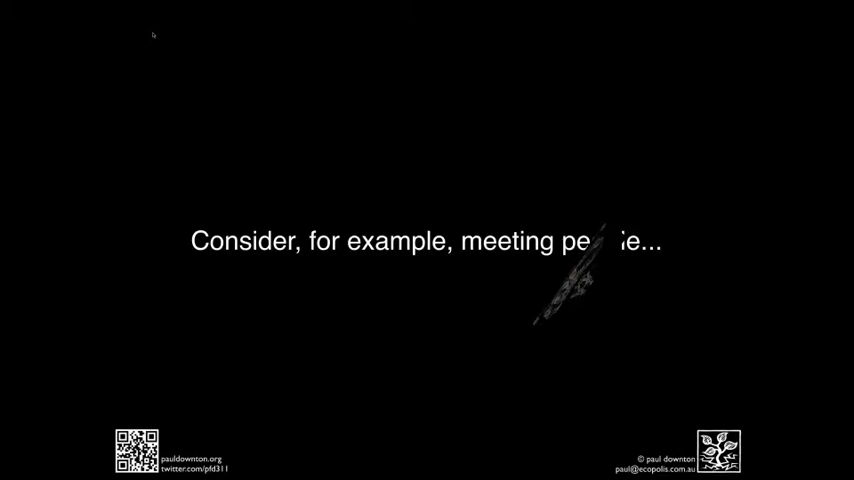 Consider, for example, meeting
pauldownton.org
twitter.com/pfd311
© paul downton
paul@ecopolis.com.au